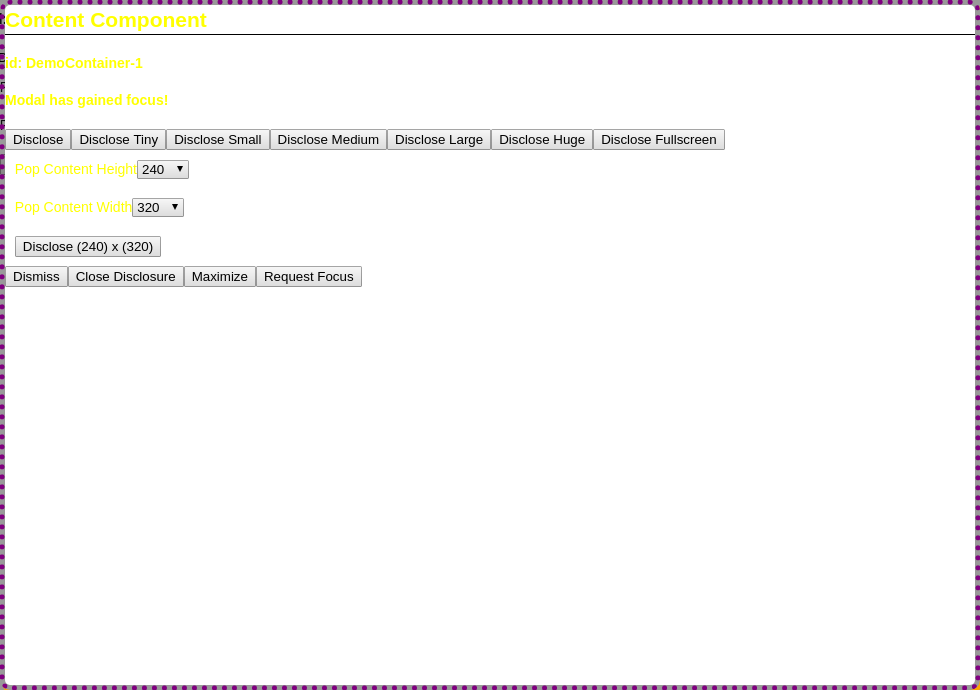 Content Component
id: DemoContainer-1
Modal has gained focus!
Disclose Disclose Tiny Disclose Small Disclose Medium Disclose Large Disclose Huge Disclose Fullscreen
Pop Content Height 240
Pop Content Width 320
Disclose (240) x (320)
Dismiss Close Disclosure Maximize Request Focus